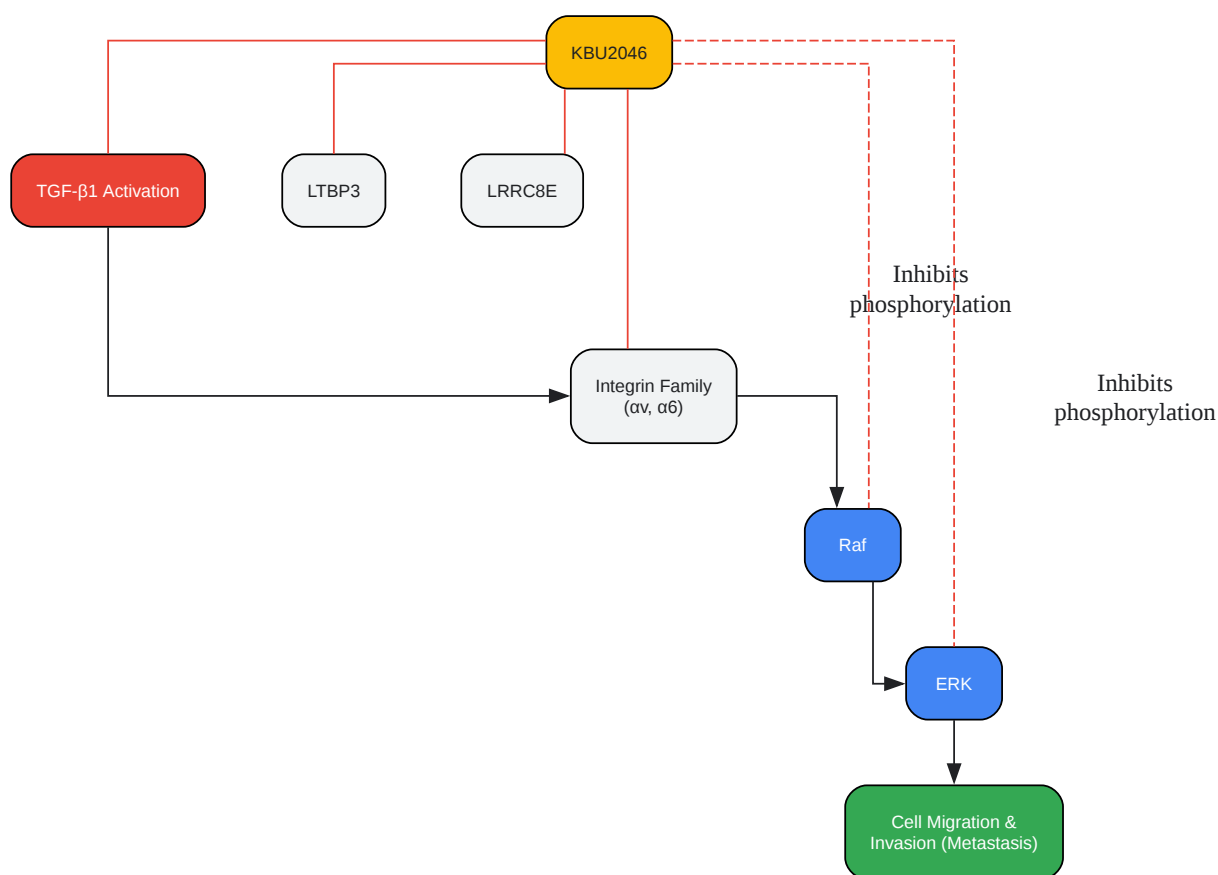 KBU2046
TGF-β1 Activation
LTBP3
LRRC8E
Inhibits
phosphorylation
Integrin Family
(αv, α6)
Inhibits
phosphorylation
Raf
ERK
Cell Migration &
Invasion (Metastasis)